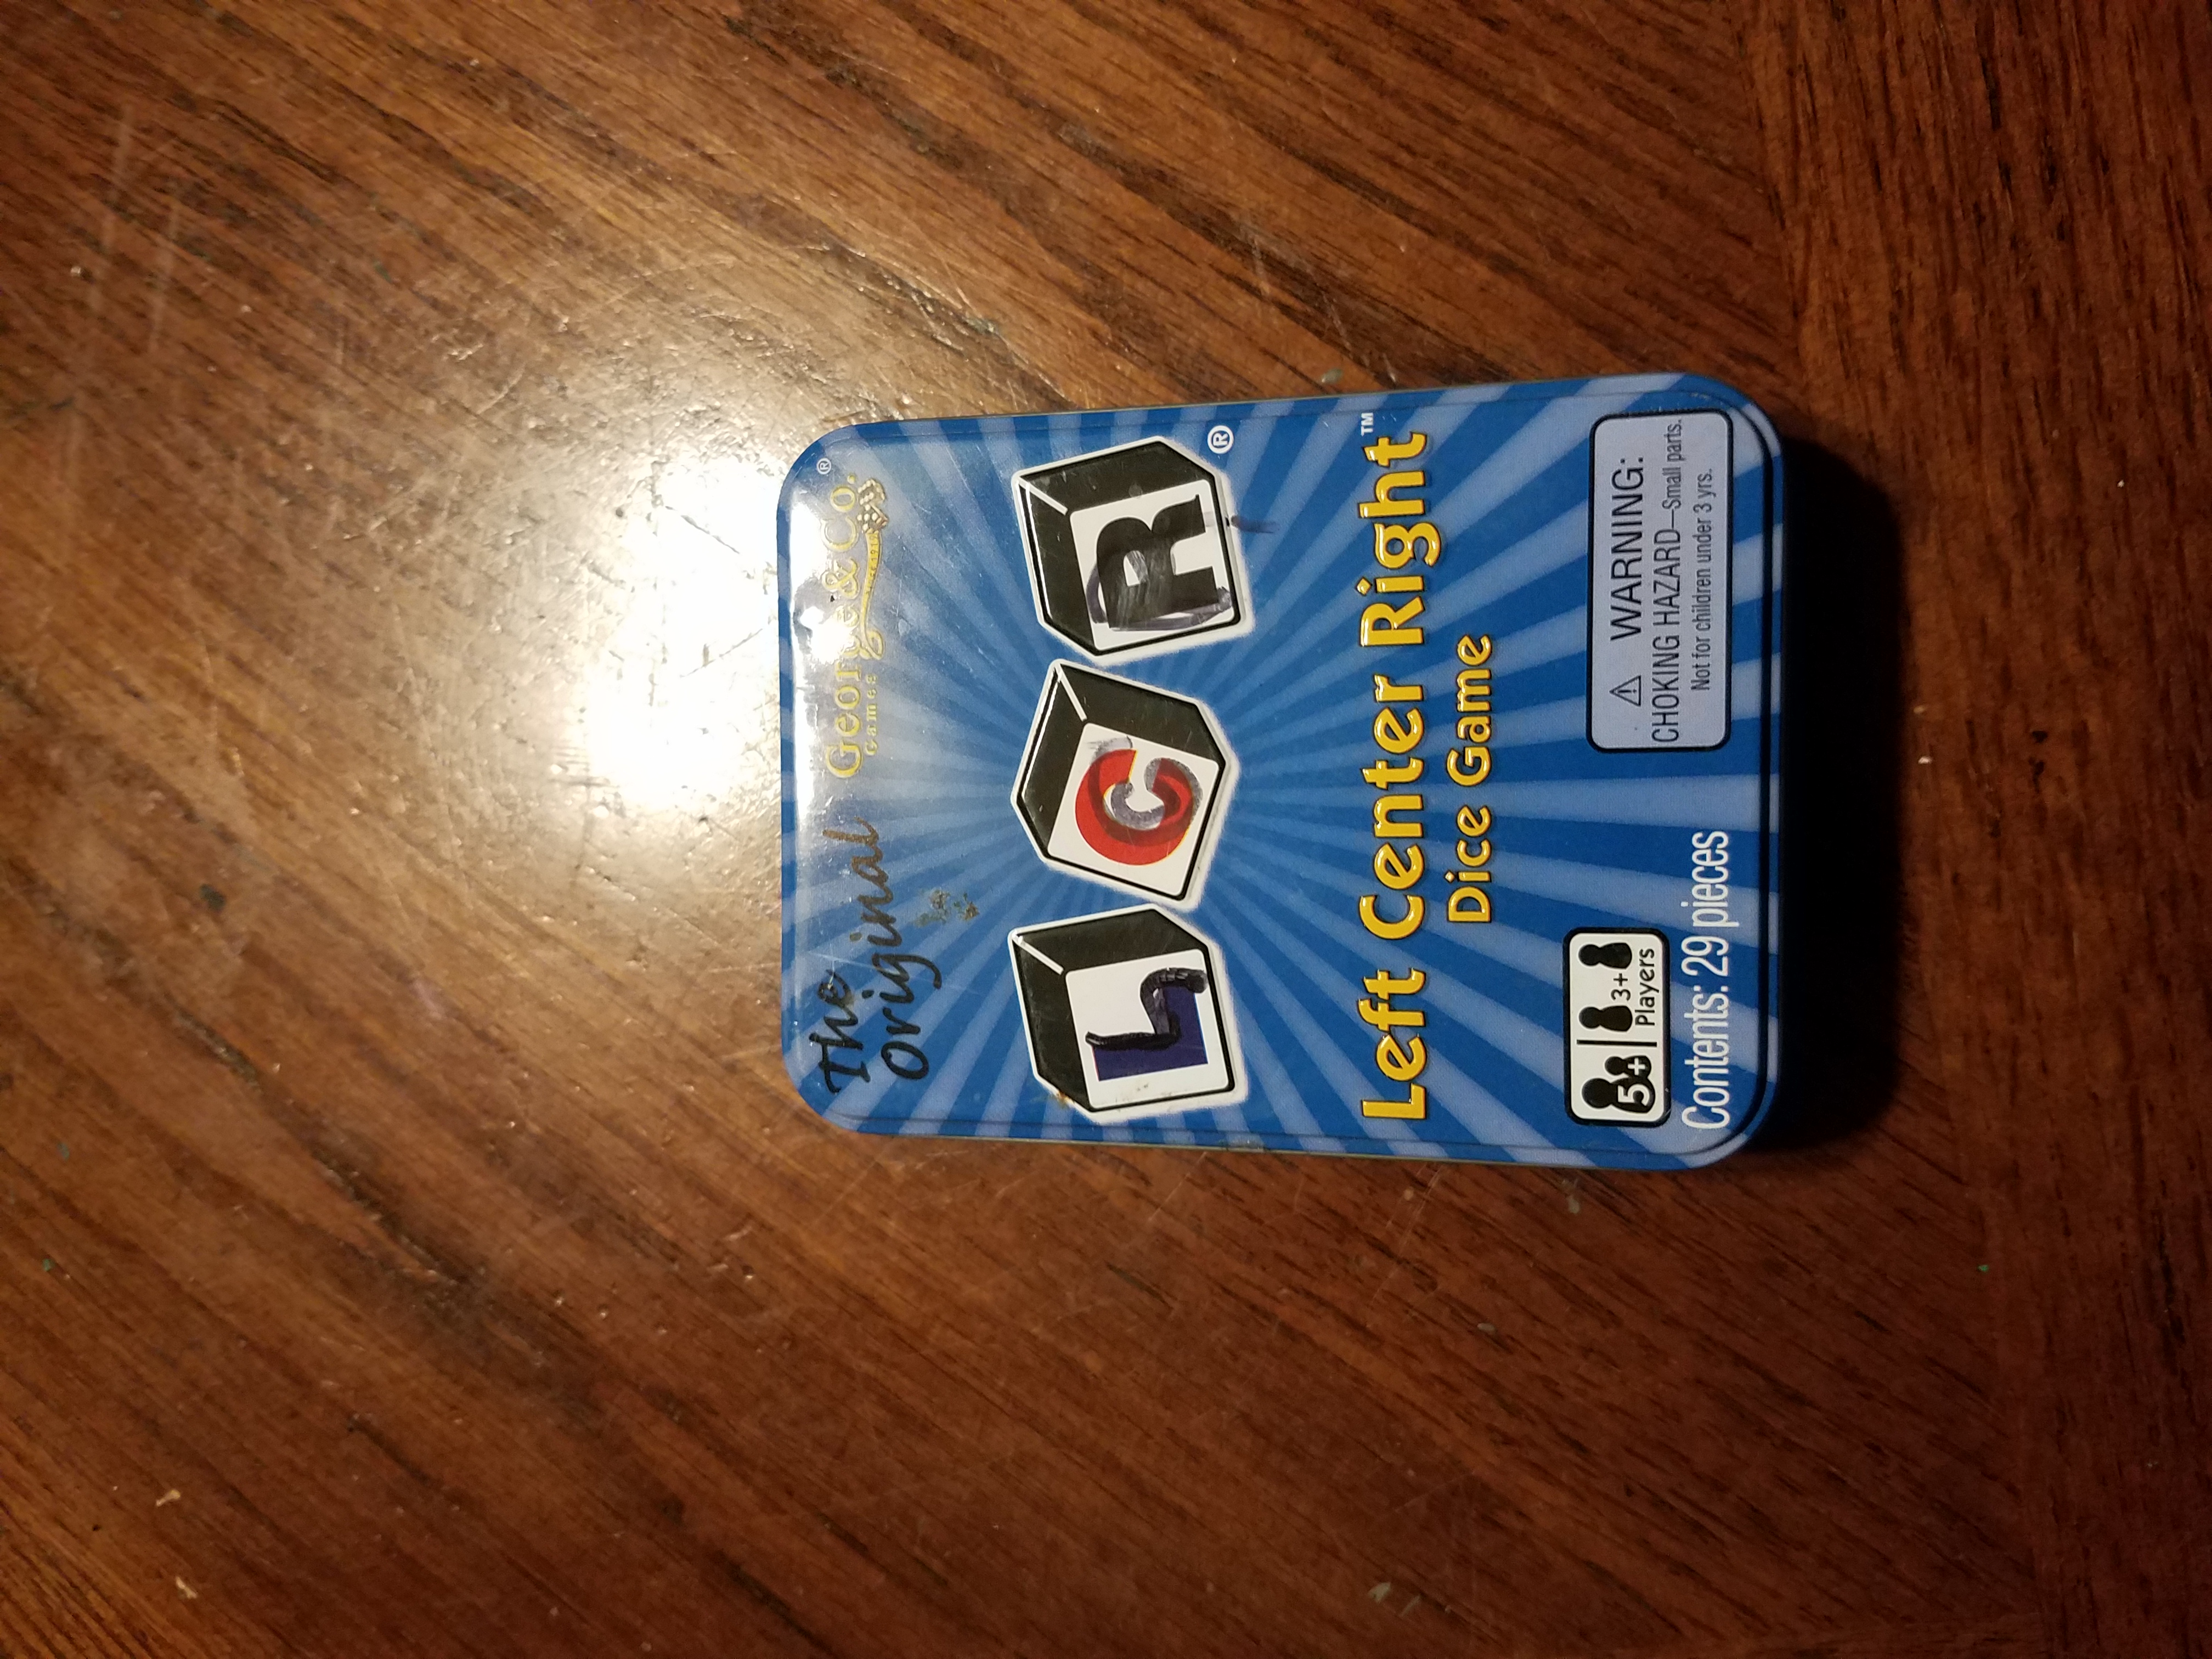 The
Original
George & Co.®
Games
L C R®
Left Center Right™
Dice Game
5+
3+
Players
Contents: 29 pieces
⚠ WARNING:
CHOKING HAZARD—Small parts.
Not for children under 3 yrs.